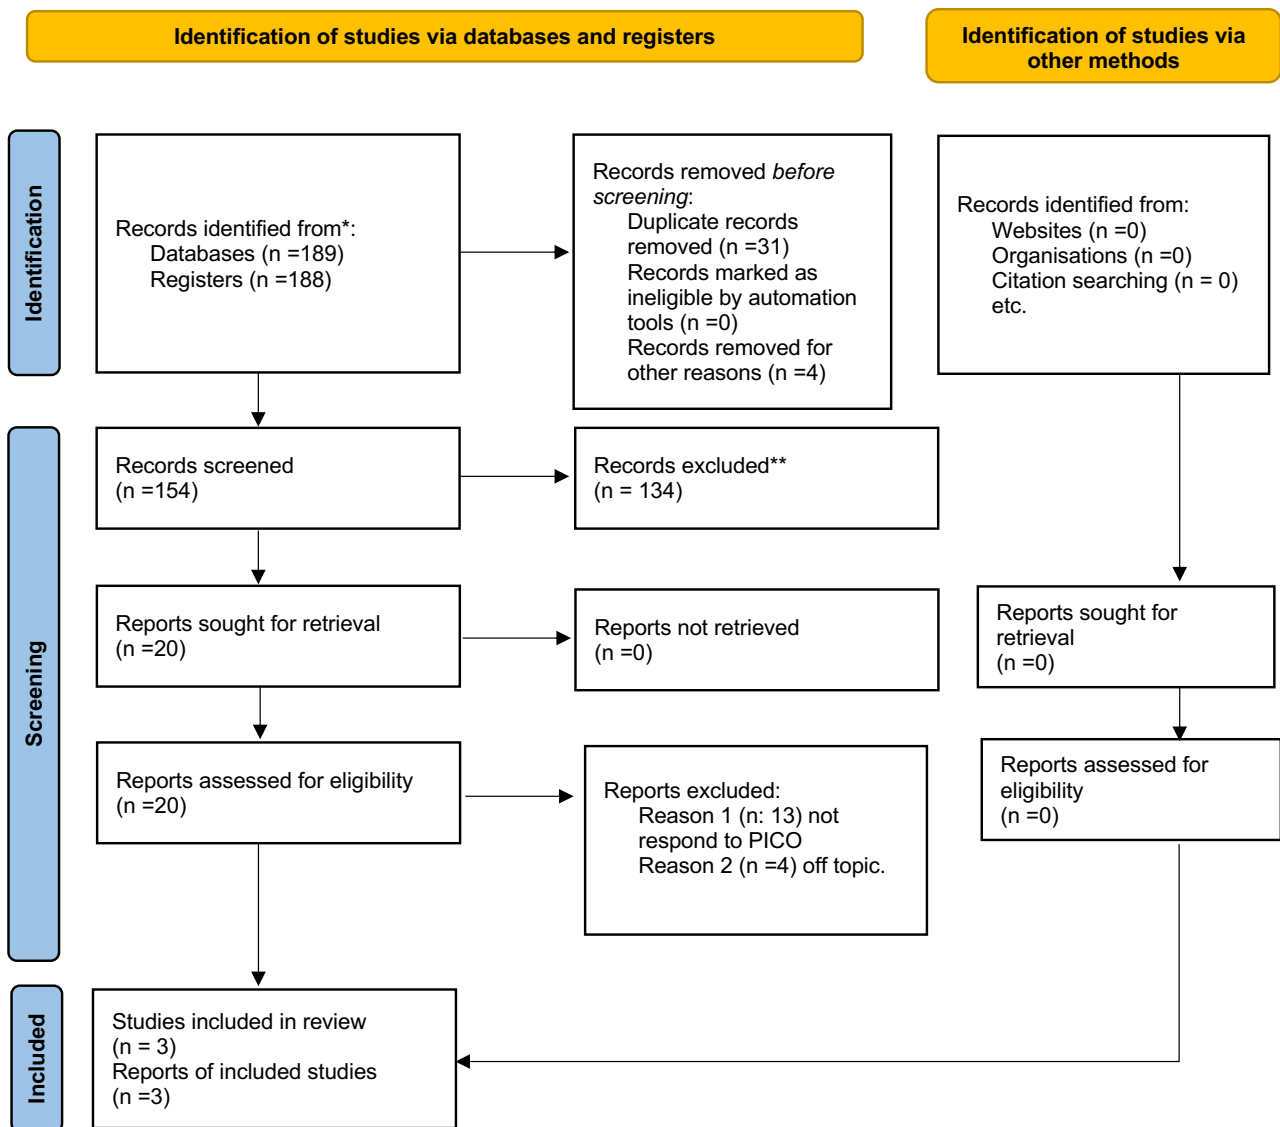 Identification of studies via databases and registers
Identification of studies via
other methods
Identification
Records identified from*:
Databases (n =189)
Registers (n =188)
Records removed before
screening:
Duplicate records
removed (n =31)
Records marked as
ineligible by automation
tools (n =0)
Records removed for
other reasons (n =4)
Records identified from:
Websites (n =0)
Organisations (n =0)
Citation searching (n = 0)
etc.
Screening
Records screened
(n =154)
Records excluded**
(n = 134)
Reports sought for retrieval
(n =20)
Reports not retrieved
(n =0)
Reports sought for
retrieval
(n =0)
Reports assessed for eligibility
(n =20)
Reports excluded:
Reason 1 (n: 13) not
respond to PICO
Reason 2 (n =4) off topic.
Reports assessed for
eligibility
(n =0)
Included
Studies included in review
(n = 3)
Reports of included studies
(n =3)